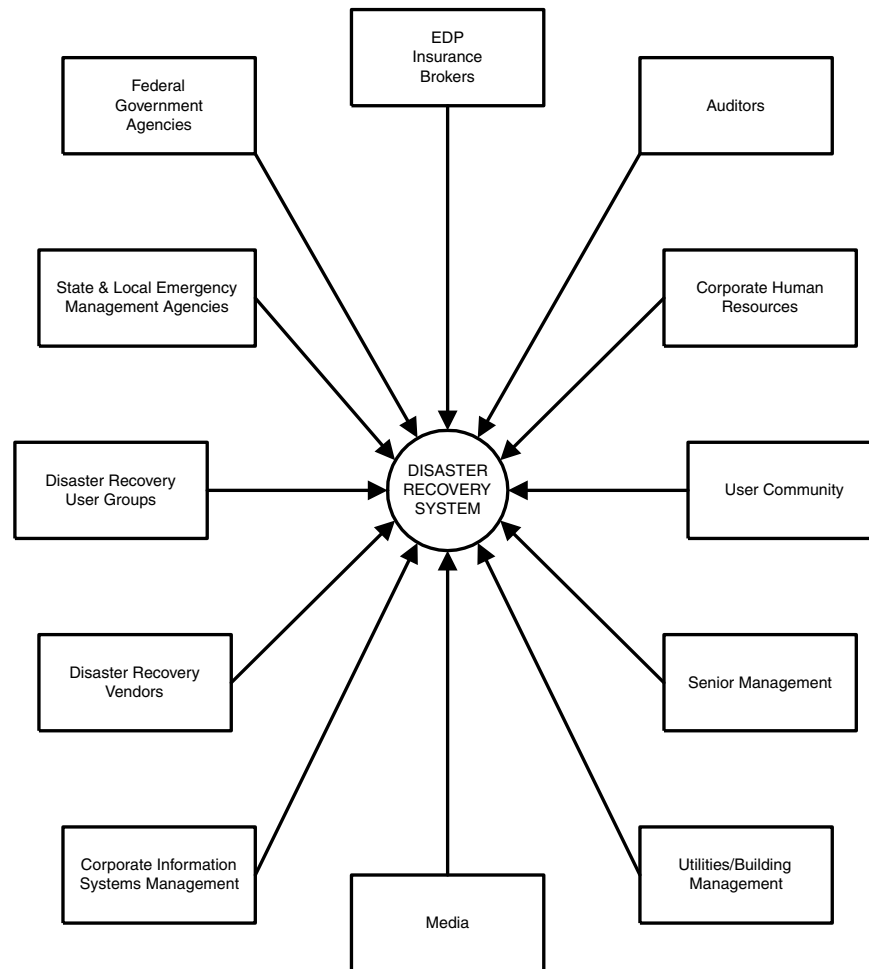 EDP
Insurance
Brokers
Federal
Government
Agencies
Auditors
State & Local Emergency
Management Agencies
Corporate Human
Resources
Disaster Recovery
User Groups
DISASTER
RECOVERY
SYSTEM
User Community
Disaster Recovery
Vendors
Senior Management
Corporate Information
Systems Management
Utilities/Building
Management
Media